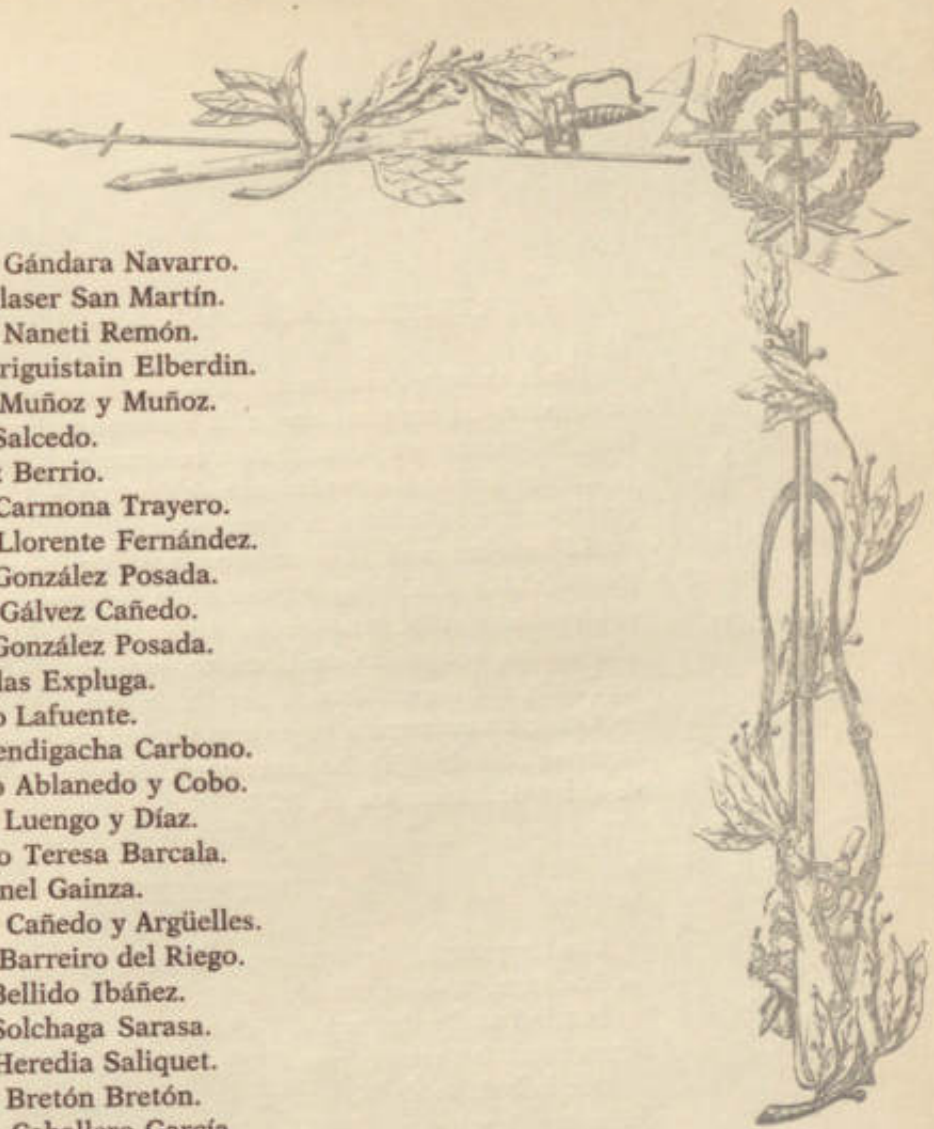 Gándara Navarro.
laser San Martín.
Naneti Remón.
riguistain Elberdin.
Muñoz y Muñoz.
Salcedo.
Berrio.
Carmona Trayero.
Llorente Fernández.
González Posada.
Gálvez Cañedo.
González Posada.
las Expluga.
o Lafuente.
endigacha Carbono.
o Ablanedo y Cobo.
Luengo y Díaz.
o Teresa Barcala.
nel Gainza.
Cañedo y Argüelles.
Barreiro del Riego.
Bellido Ibáñez.
Solchaga Sarasa.
Heredia Saliquet.
Bretón Bretón.
Caballero García.